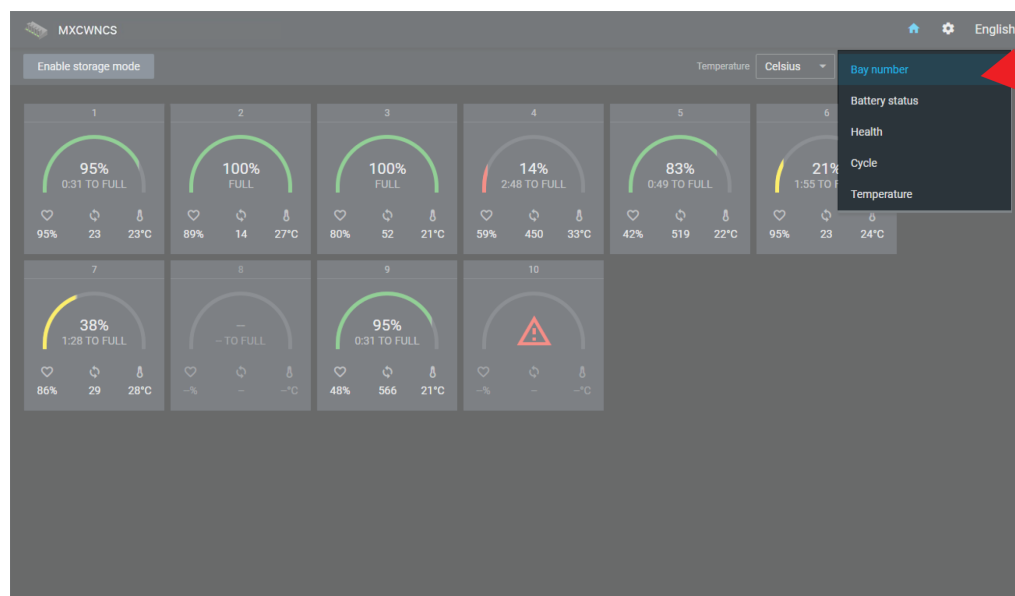 MXCWNCS
English
Enable storage mode
Temperature Celsius
Bay number
Battery status
Health
Cycle
Temperature
1
95%
0:31 TO FULL
95% 23 23°C
2
100%
FULL
89% 14 27°C
3
100%
FULL
80% 52 21°C
4
14%
2:48 TO FULL
59% 450 33°C
5
83%
0:49 TO FULL
42% 519 22°C
6
21%
1:55 TO F
95% 23 24°C
7
38%
1:28 TO FULL
86% 29 28°C
8
–
– TO FULL
–% – –°C
9
95%
0:31 TO FULL
48% 566 21°C
10
–% – –°C